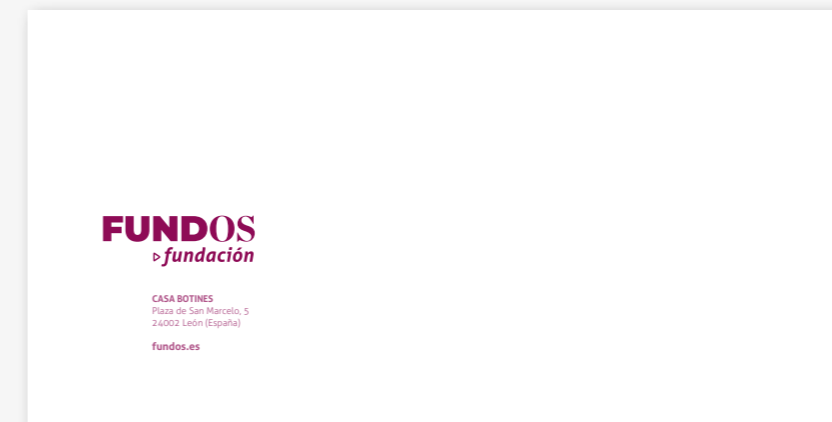 FUNDOS
fundación
CASA BOTINES
Plaza de San Marcelo, 5
24002 León (España)
fundos.es